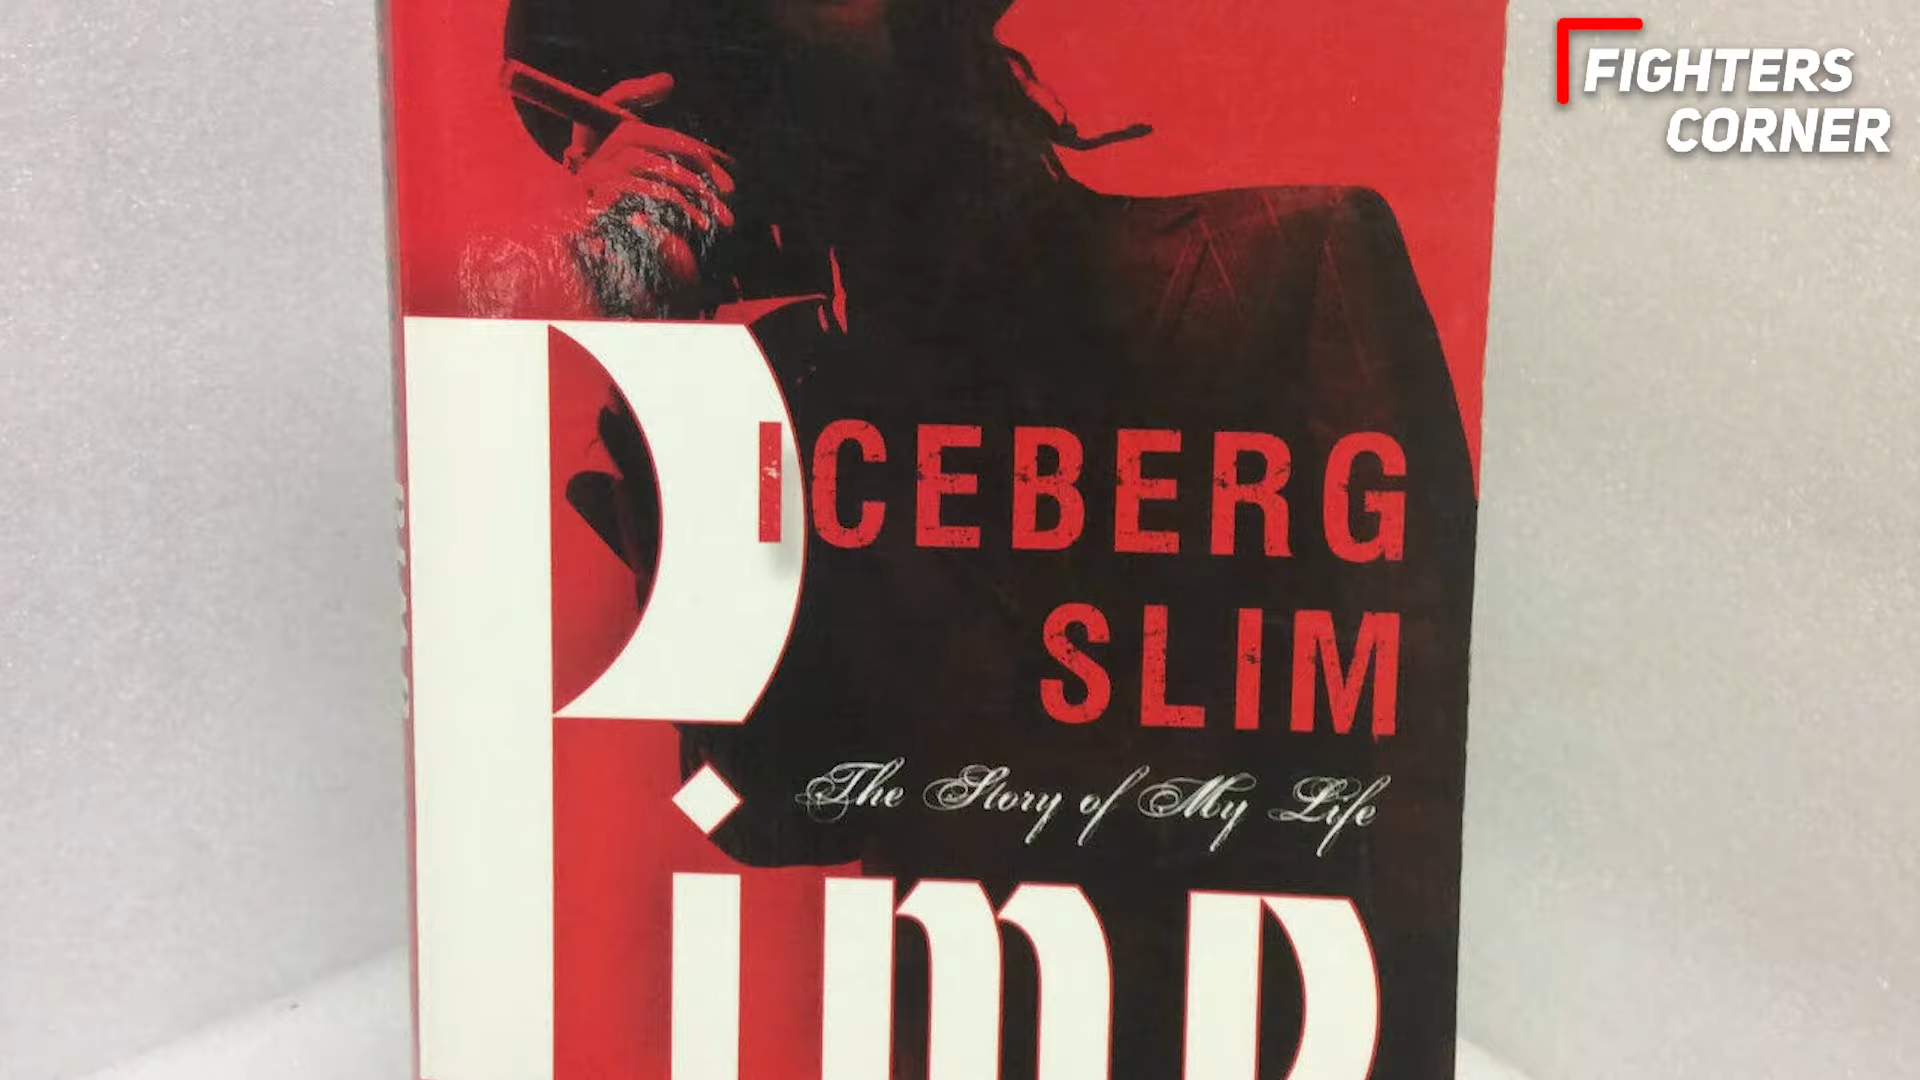 FIGHTERS
CORNER
ICEBERG
SLIM
The Story of My Life
Pimp